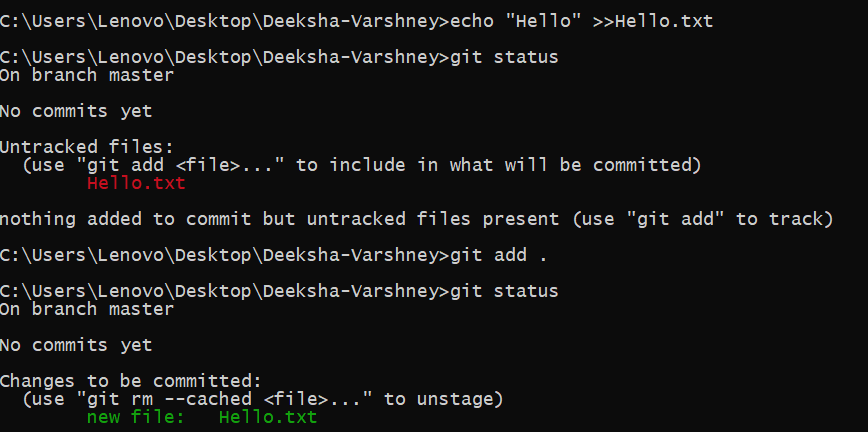 C:\Users\Lenovo\Desktop\Deeksha-Varshney>echo "Hello" >>Hello.txt
C:\Users\Lenovo\Desktop\Deeksha-Varshney>git status
On branch master
No commits yet
Untracked files:
  (use "git add <file>..." to include in what will be committed)
        Hello.txt
nothing added to commit but untracked files present (use "git add" to track)
C:\Users\Lenovo\Desktop\Deeksha-Varshney>git add .
C:\Users\Lenovo\Desktop\Deeksha-Varshney>git status
On branch master
No commits yet
Changes to be committed:
  (use "git rm --cached <file>..." to unstage)
        new file:   Hello.txt